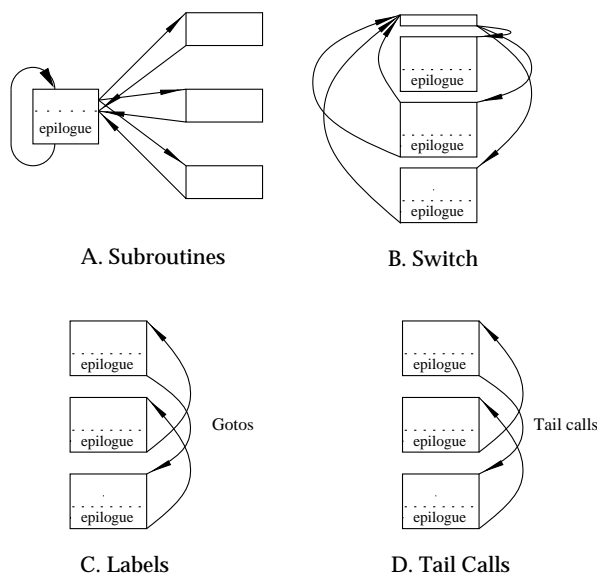 epilogue
A. Subroutines
epilogue
epilogue
epilogue
B. Switch
epilogue
epilogue
epilogue
Gotos
C. Labels
epilogue
epilogue
epilogue
Tail calls
D. Tail Calls